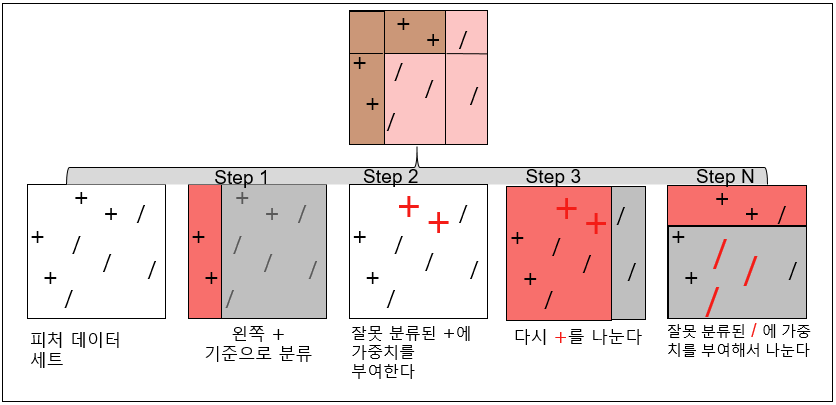 Step 1
Step 2
Step 3
Step N
피처 데이터
세트
왼쪽 +
기준으로 분류
잘못 분류된 +에
가중치를
부여한다
다시 +를 나눈다
잘못 분류된 / 에 가중
치를 부여해서 나눈다